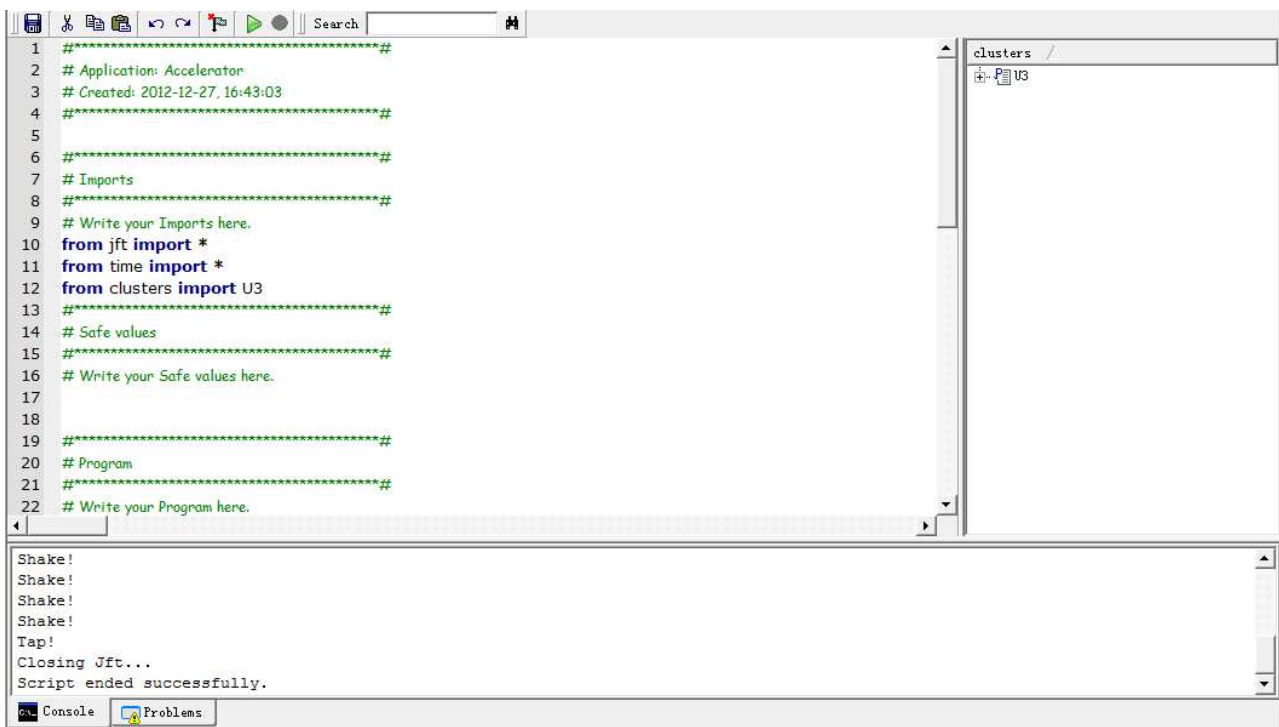 Search
1 #******************************************#
2 # Application: Accelerator
3 # Created: 2012-12-27, 16:43:03
4 #******************************************#
5
6 #******************************************#
7 # Imports
8 #******************************************#
9 # Write your Imports here.
10 from jft import *
11 from time import *
12 from clusters import U3
13 #******************************************#
14 # Safe values
15 #******************************************#
16 # Write your Safe values here.
17
18
19 #******************************************#
20 # Program
21 #******************************************#
22 # Write your Program here.
clusters /
U3
Shake!
Shake!
Shake!
Shake!
Tap!
Closing Jft...
Script ended successfully.
Console Problems